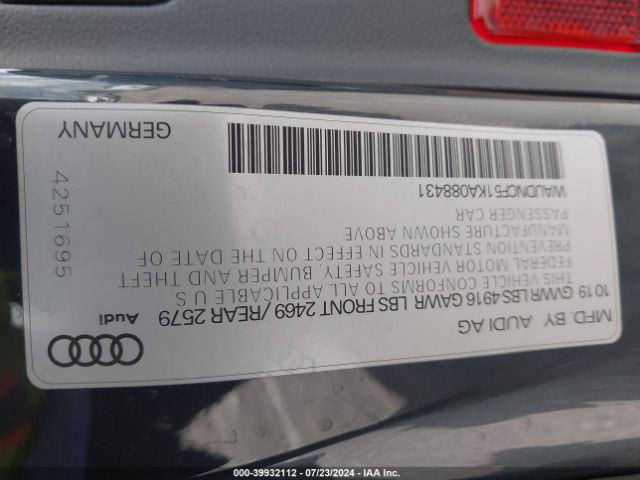 MFD. BY AUDI AG
10 19 GVWR LBS 4916 GAWR LBS FRONT 2469 / REAR 2579
THIS VEHICLE CONFORMS TO ALL APPLICABLE U.S.
FEDERAL MOTOR VEHICLE SAFETY, BUMPER AND THEFT
PREVENTION STANDARDS IN EFFECT ON THE DATE OF
MANUFACTURE SHOWN ABOVE
PASSENGER CAR
WAUDNCF51KA088431
Audi
4251695
GERMANY
000-39932112 - 07/23/2024 - IAA Inc.